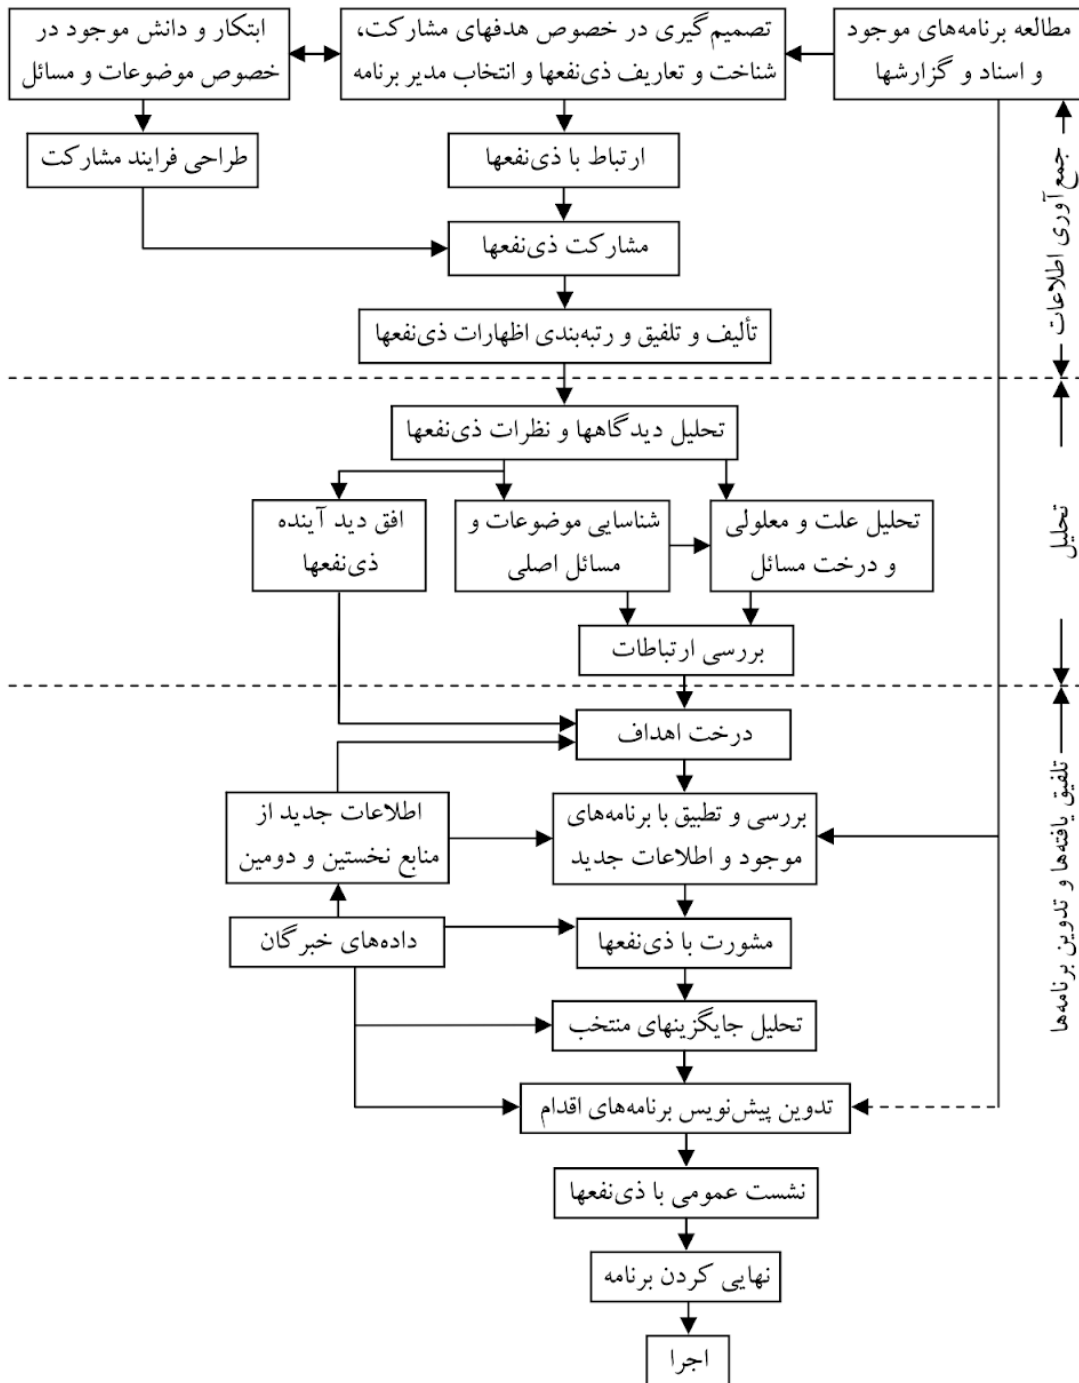 مطالعه برنامه‌های موجود
و اسناد و گزارشها
تصمیم‌گیری در خصوص هدفهای مشارکت،
شناخت و تعاریف ذی‌نفعها و انتخاب مدیر برنامه
ابتکار و دانش موجود در
خصوص موضوعات و مسائل
ارتباط با ذی‌نفعها
طراحی فرایند مشارکت
مشارکت ذی‌نفعها
تألیف و تلفیق و رتبه‌بندی اظهارات ذی‌نفعها
جمع آوری اطلاعات
تحلیل دیدگاهها و نظرات ذی‌نفعها
تحلیل علت و معلولی
و درخت مسائل
شناسایی موضوعات و
مسائل اصلی
افق دید آینده
ذی‌نفعها
بررسی ارتباطات
تحلیل
درخت اهداف
بررسی و تطبیق با برنامه‌های
موجود و اطلاعات جدید
اطلاعات جدید از
منابع نخستین و دومین
مشورت با ذی‌نفعها
داده‌های خبرگان
تحلیل جایگزینهای منتخب
تدوین پیش‌نویس برنامه‌های اقدام
نشست عمومی با ذی‌نفعها
نهایی کردن برنامه
اجرا
تلفیق یافته‌ها و تدوین برنامه‌ها